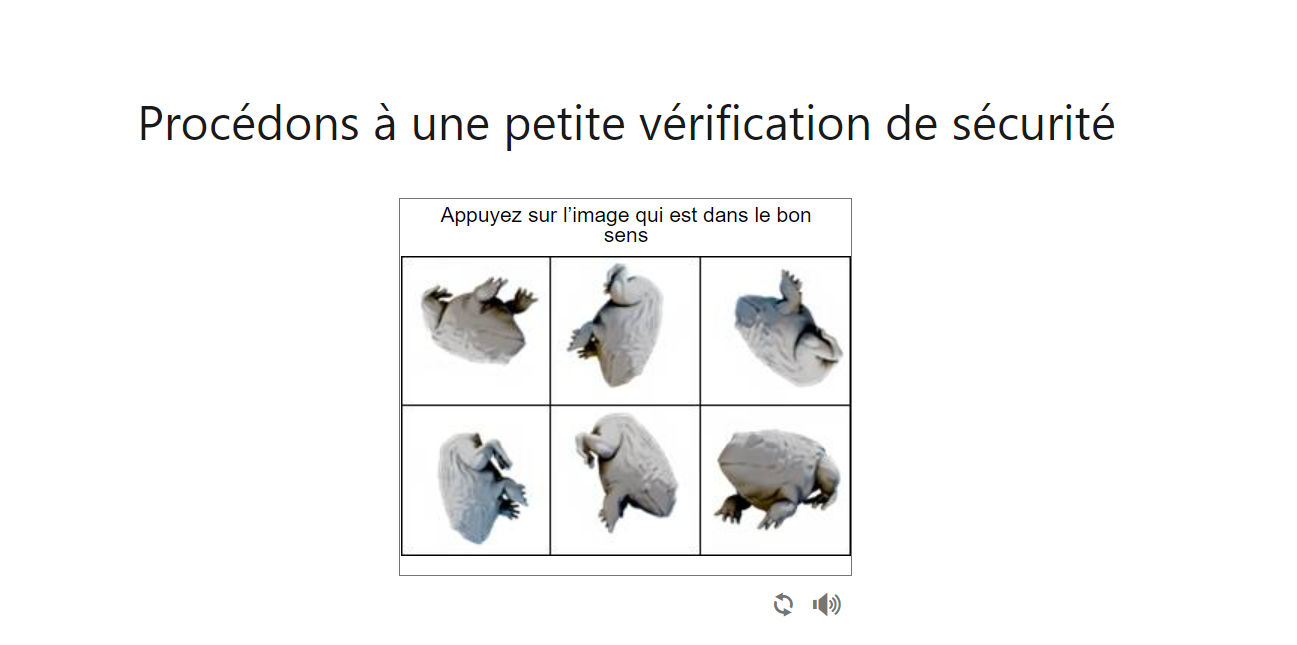 Procédons à une petite vérification de sécurité
Appuyez sur l’image qui est dans le bon
sens